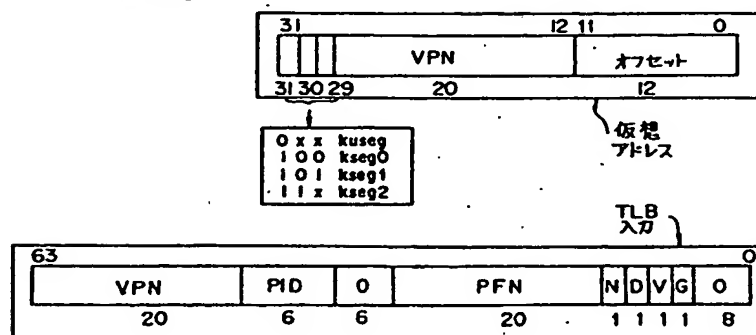 31 12 11 0
VPN オフセット
31 30 29 20 12
0 x x kuseg
1 0 0 kseg0
1 0 1 kseg1
1 1 x kseg2
仮想
アドレス
TLB
入力
63 0
VPN PID 0 PFN N D V G 0
20 6 6 20 1 1 1 1 8